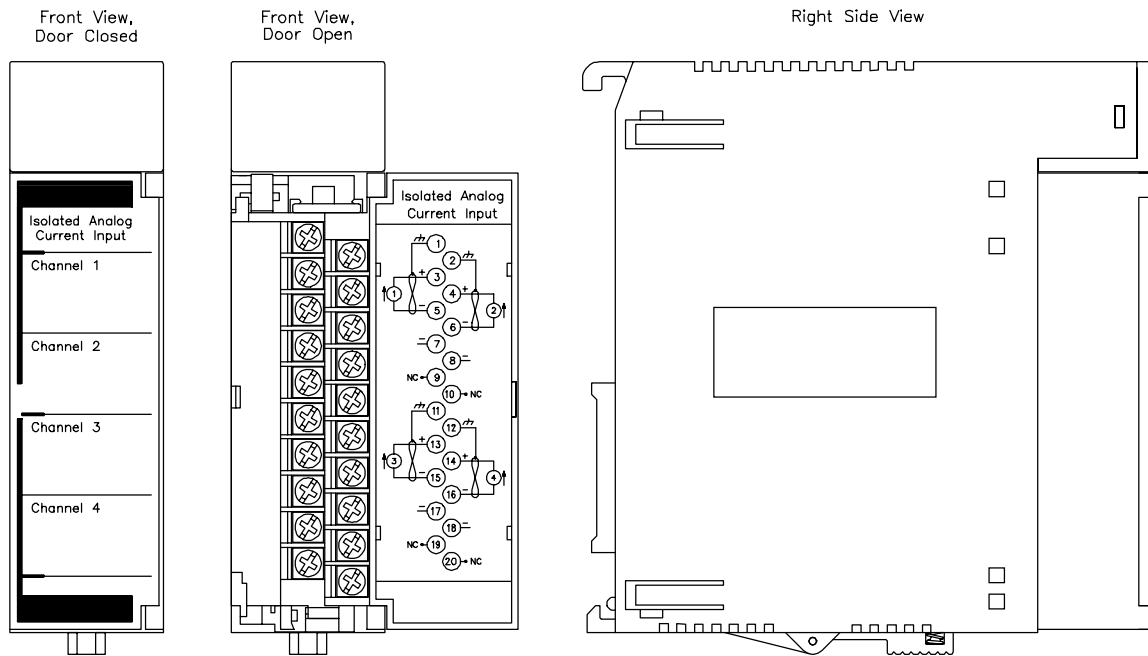 Front View,
Door Closed
Front View,
Door Open
Right Side View
Isolated Analog
Current Input
Channel 1
Channel 2
Channel 3
Channel 4
Isolated Analog
Current Input
1
2
+ 3
4 +
1
2
- 5
6 -
- 7
8 -
NC 9
10 NC
11
12
+ 13
14 +
3
4
- 15
16 -
- 17
18 -
NC 19
20 NC